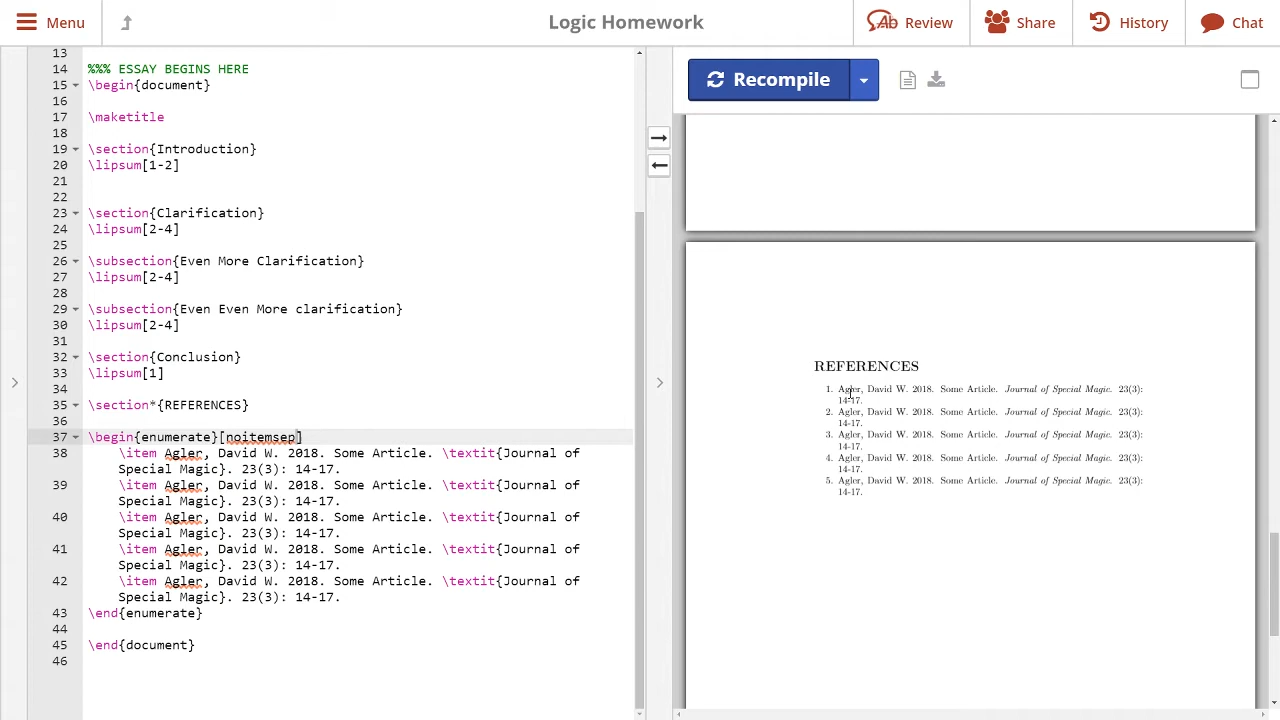 Menu
Logic Homework
Review
Share
History
Chat
13
14 %%% ESSAY BEGINS HERE
15 \begin{document}
16
17 \maketitle
18
19 \section{Introduction}
20 \lipsum[1-2]
21
22
23 \section{Clarification}
24 \lipsum[2-4]
25
26 \subsection{Even More Clarification}
27 \lipsum[2-4]
28
29 \subsection{Even Even More clarification}
30 \lipsum[2-4]
31
32 \section{Conclusion}
33 \lipsum[1]
34
35 \section*{REFERENCES}
36
37 \begin{enumerate}[noitemsep]
38 \item Agler, David W. 2018. Some Article. \textit{Journal of
Special Magic}. 23(3): 14-17.
39 \item Agler, David W. 2018. Some Article. \textit{Journal of
Special Magic}. 23(3): 14-17.
40 \item Agler, David W. 2018. Some Article. \textit{Journal of
Special Magic}. 23(3): 14-17.
41 \item Agler, David W. 2018. Some Article. \textit{Journal of
Special Magic}. 23(3): 14-17.
42 \item Agler, David W. 2018. Some Article. \textit{Journal of
Special Magic}. 23(3): 14-17.
43 \end{enumerate}
44
45 \end{document}
46
Recompile
REFERENCES
1. Agler, David W. 2018. Some Article. Journal of Special Magic. 23(3):
14-17.
2. Agler, David W. 2018. Some Article. Journal of Special Magic. 23(3):
14-17.
3. Agler, David W. 2018. Some Article. Journal of Special Magic. 23(3):
14-17.
4. Agler, David W. 2018. Some Article. Journal of Special Magic. 23(3):
14-17.
5. Agler, David W. 2018. Some Article. Journal of Special Magic. 23(3):
14-17.